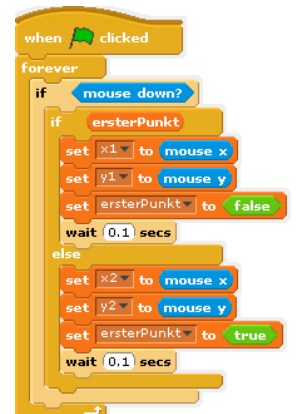 when clicked
forever
if mouse down?
if ersterPunkt
set x1 to mouse x
set y1 to mouse y
set ersterPunkt to false
wait 0.1 secs
else
set x2 to mouse x
set y2 to mouse y
set ersterPunkt to true
wait 0.1 secs